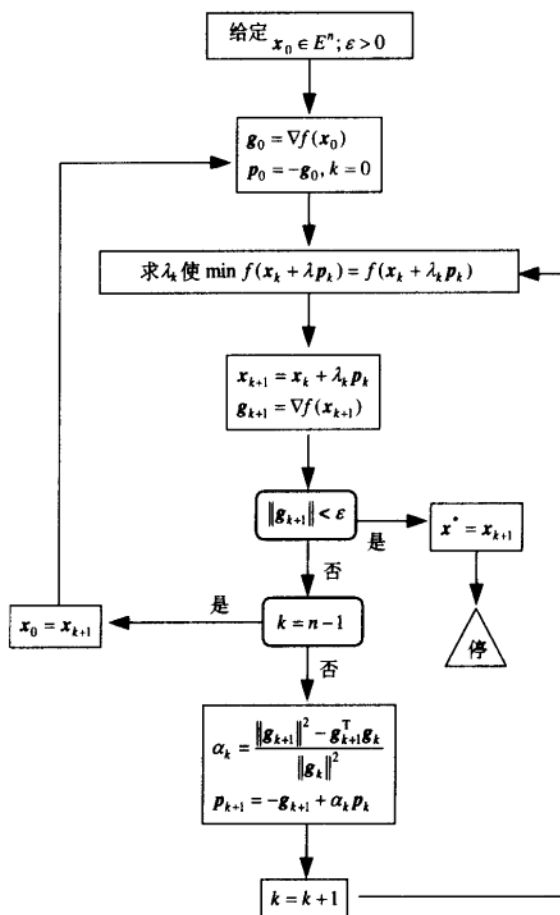 给定 x₀ ∈ Eⁿ; ε > 0
g₀ = ∇f(x₀)
p₀ = −g₀, k = 0
求λₖ使 min f(xₖ + λpₖ) = f(xₖ + λₖpₖ)
xₖ₊₁ = xₖ + λₖpₖ
gₖ₊₁ = ∇f(xₖ₊₁)
‖gₖ₊₁‖ < ε
是
x* = xₖ₊₁
否
是
x₀ = xₖ₊₁
k = n − 1
停
否
αₖ = (‖gₖ₊₁‖² − gₖ₊₁ᵀgₖ) / ‖gₖ‖²
pₖ₊₁ = −gₖ₊₁ + αₖpₖ
k = k + 1